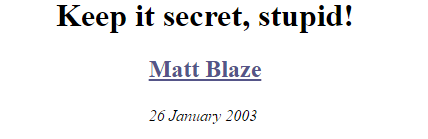 Keep it secret, stupid!
Matt Blaze
26 January 2003